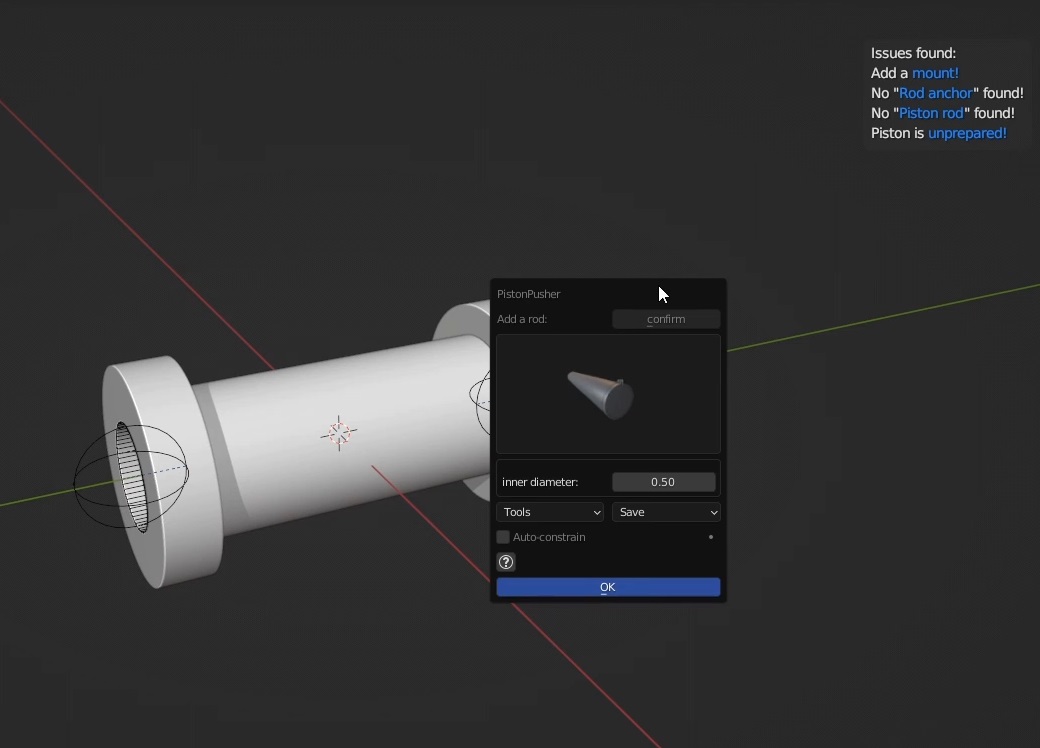 Issues found:
Add a mount!
No "Rod anchor" found!
No "Piston rod" found!
Piston is unprepared!
PistonPusher
Add a rod: confirm
inner diameter: 0.50
Tools Save
Auto-constrain
?
OK